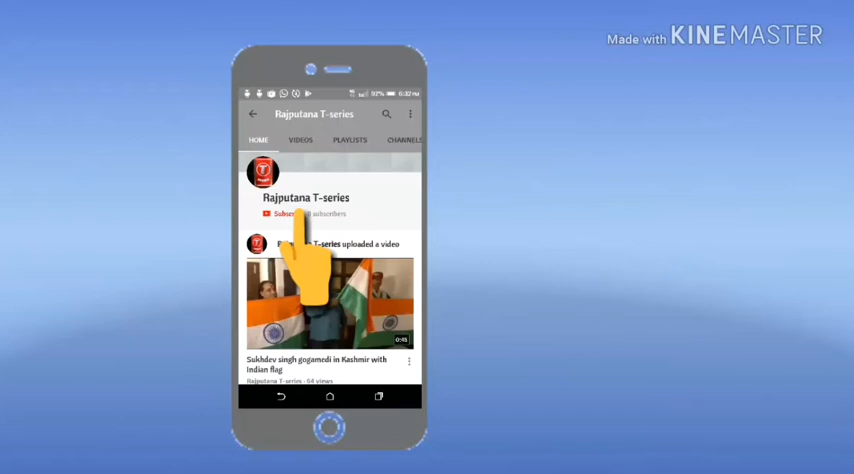 Made with KINEMASTER
92% 6:32 PM
Rajputana T-series
HOME VIDEOS PLAYLISTS CHANNELS
Rajputana T-series
subscribers
T-series uploaded a video
0:45
Sukhdev singh gogamedi in Kashmir with
Indian flag
Rajputana T-series · 64 views